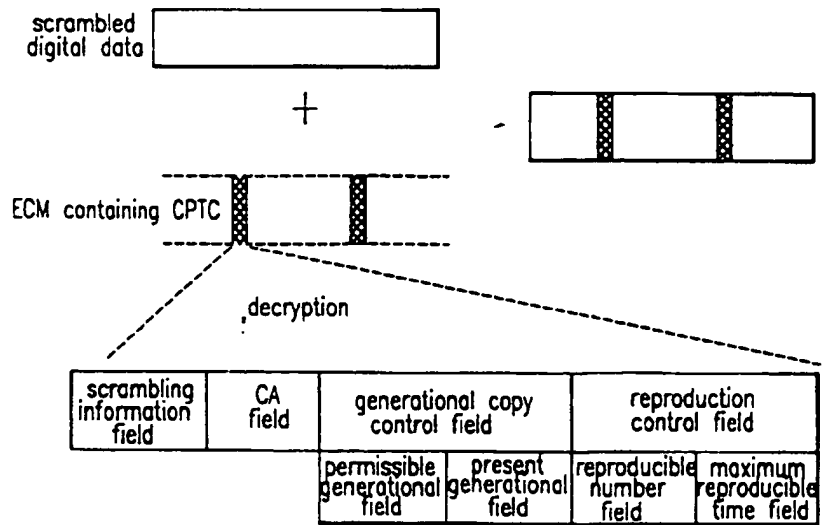 scrambled
digital data
+
ECM containing CPTC
decryption
scrambling
information
field
CA
field
generational copy
control field
reproduction
control field
permissible
generational field
present
generational field
reproducible
number
field
maximum
reproducible
time field